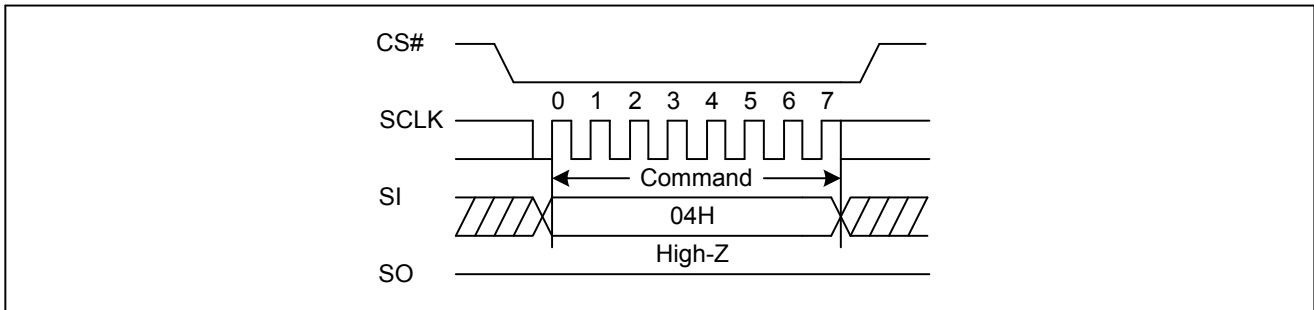 CS#
0 1 2 3 4 5 6 7
SCLK
Command
SI
04H
High-Z
SO